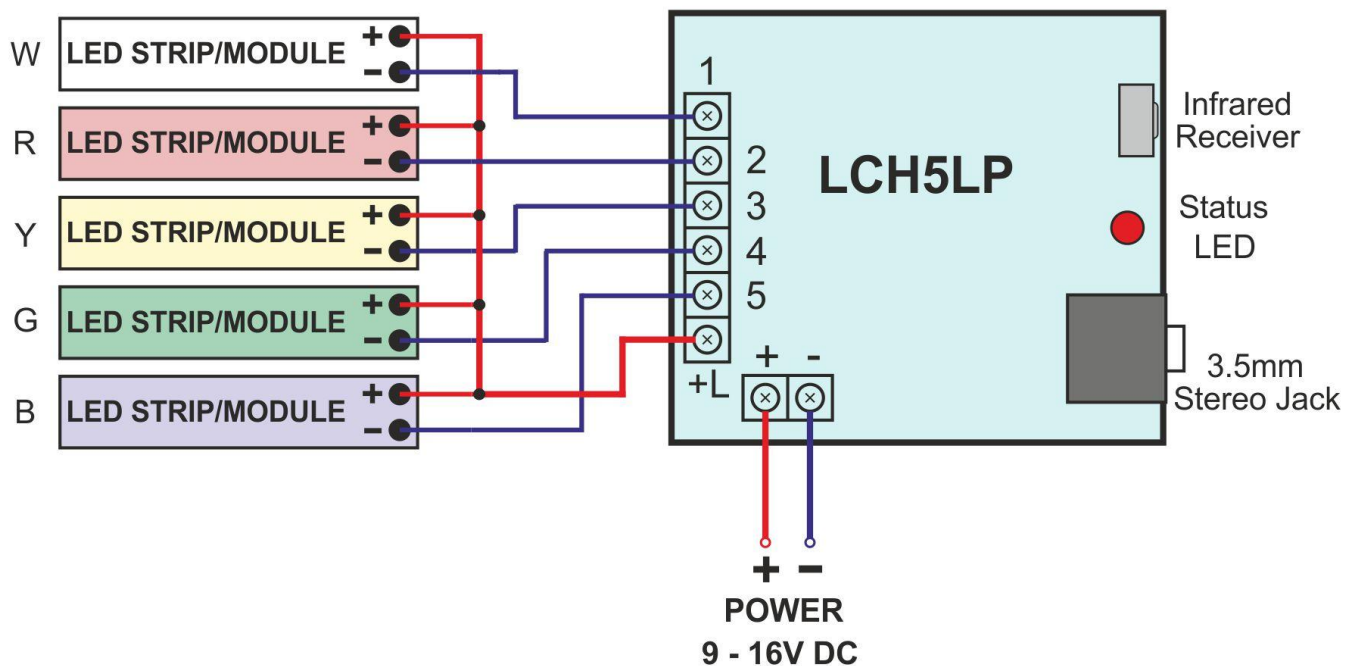 W
LED STRIP/MODULE + −
R
LED STRIP/MODULE + −
Y
LED STRIP/MODULE + −
G
LED STRIP/MODULE + −
B
LED STRIP/MODULE + −
1
2
3
4
5
+L
+ -
LCH5LP
Infrared
Receiver
Status
LED
3.5mm
Stereo Jack
+ −
POWER
9 - 16V DC